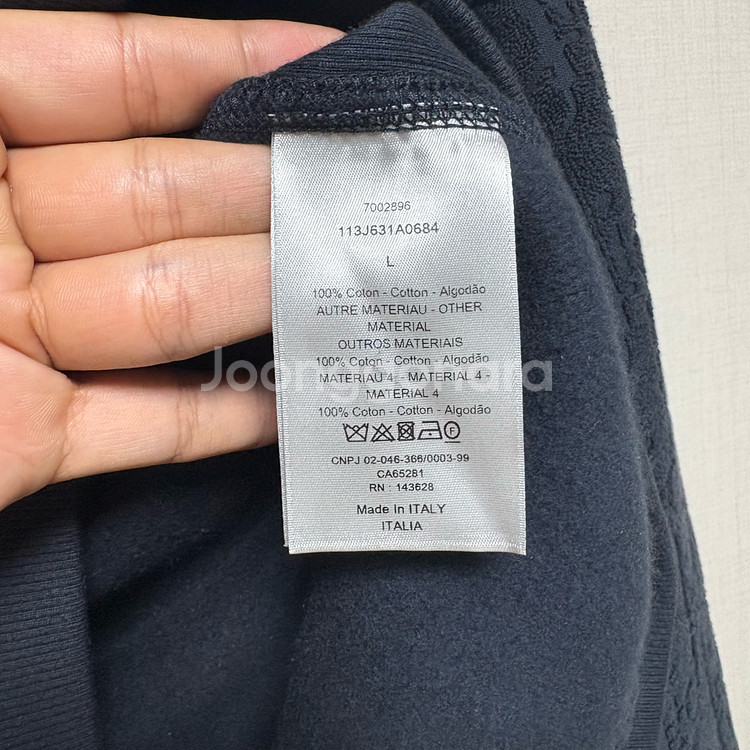 7002896
113J631A0684
L
100% Coton - Cotton - Algodão
AUTRE MATERIAU - OTHER
MATERIAL
OUTROS MATERIAIS
100% Coton - Cotton - Algodão
MATERIAU 4 - MATERIAL 4 -
MATERIAL 4
100% Coton - Cotton - Algodão
F
CNPJ 02-046-366/0003-99
CA65281
RN : 143628
Made In ITALY
ITALIA